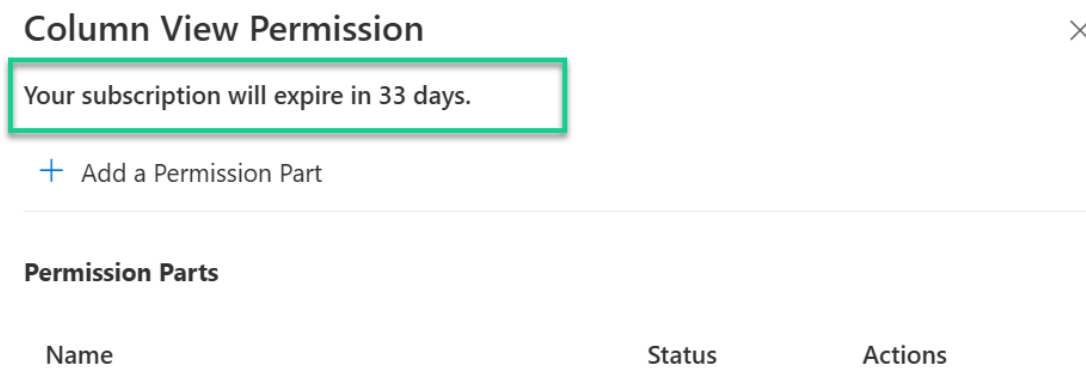 Column View Permission
Your subscription will expire in 33 days.
Add a Permission Part
Permission Parts
Name Status Actions